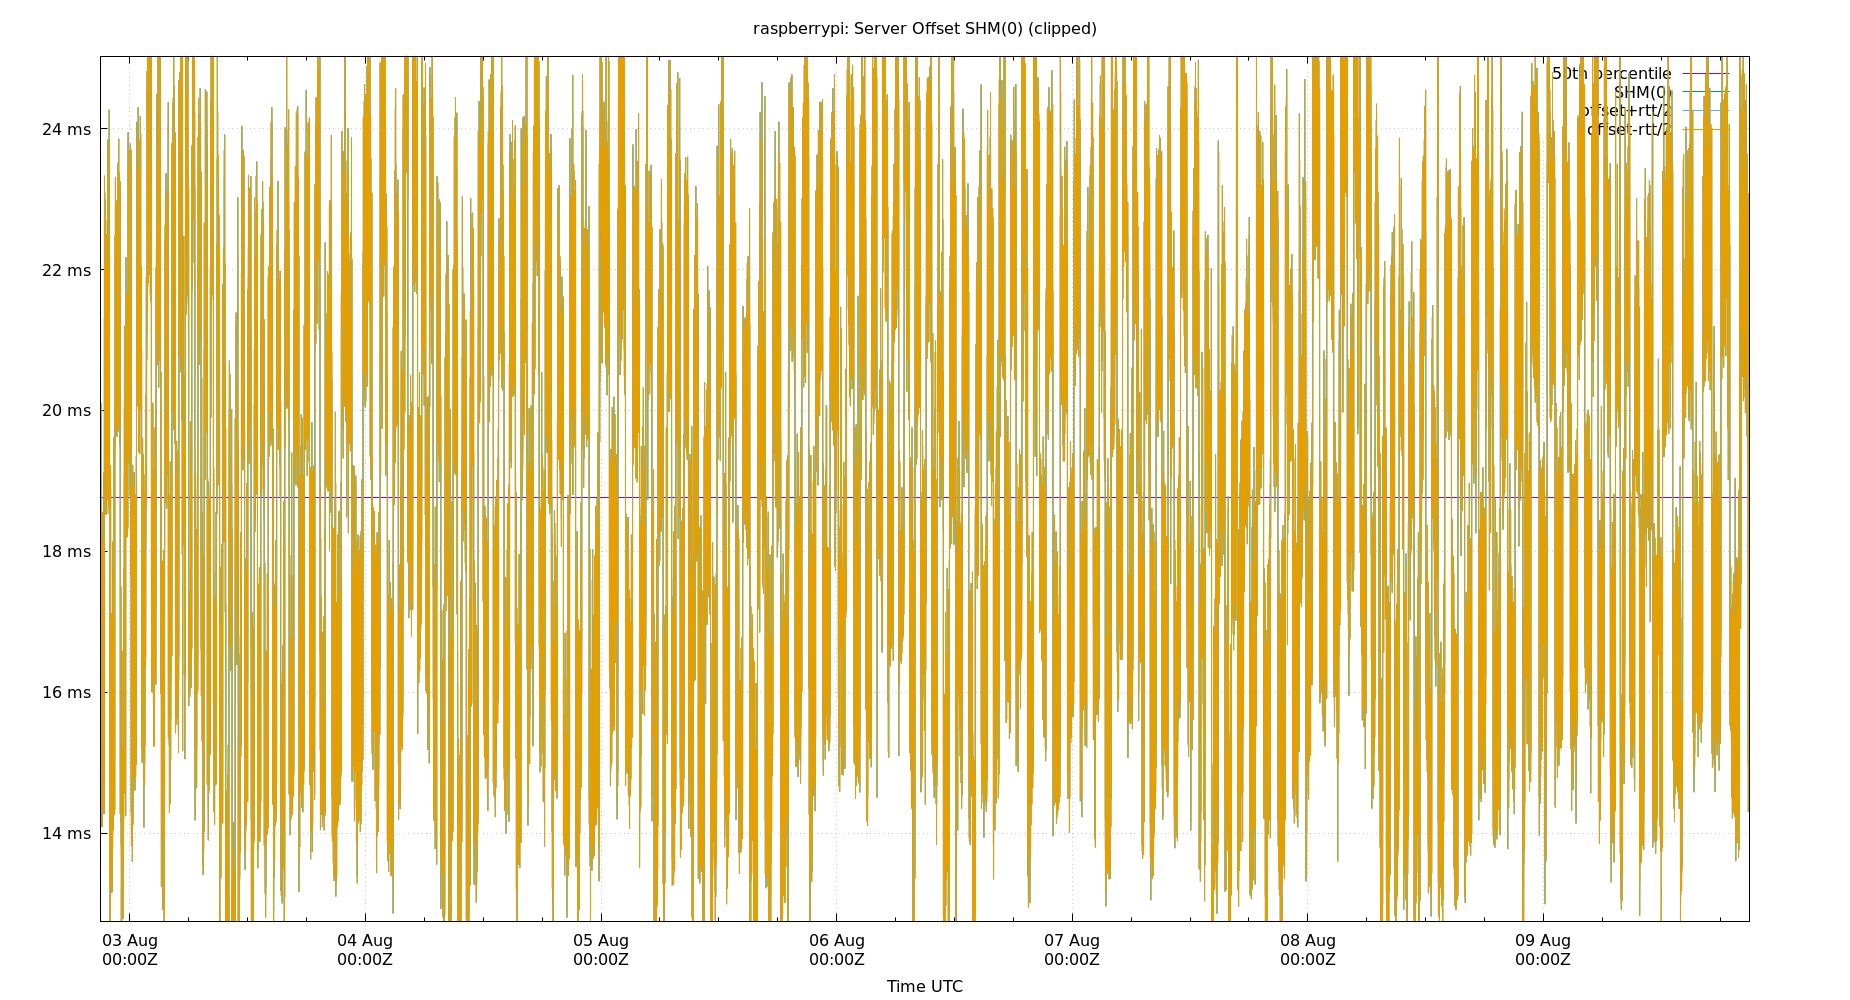 raspberrypi: Server Offset SHM(0) (clipped)
50th percentile
SHM(0)
offset+rtt/2
offset-rtt/2
24 ms
22 ms
20 ms
18 ms
16 ms
14 ms
03 Aug 04 Aug 05 Aug 06 Aug 07 Aug 08 Aug 09 Aug
00:00Z 00:00Z 00:00Z 00:00Z 00:00Z 00:00Z 00:00Z
Time UTC